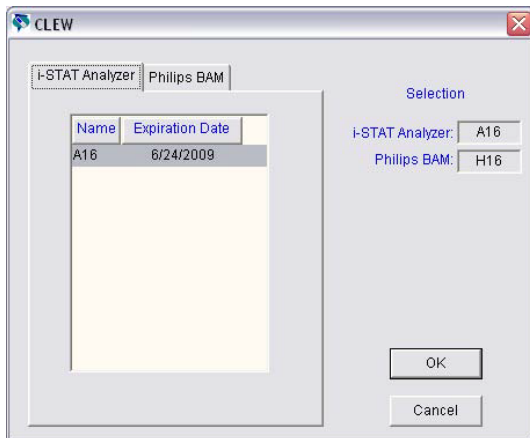 CLEW
i-STAT Analyzer Philips BAM
Name Expiration Date
A16 6/24/2009
Selection
i-STAT Analyzer: A16
Philips BAM: H16
OK
Cancel